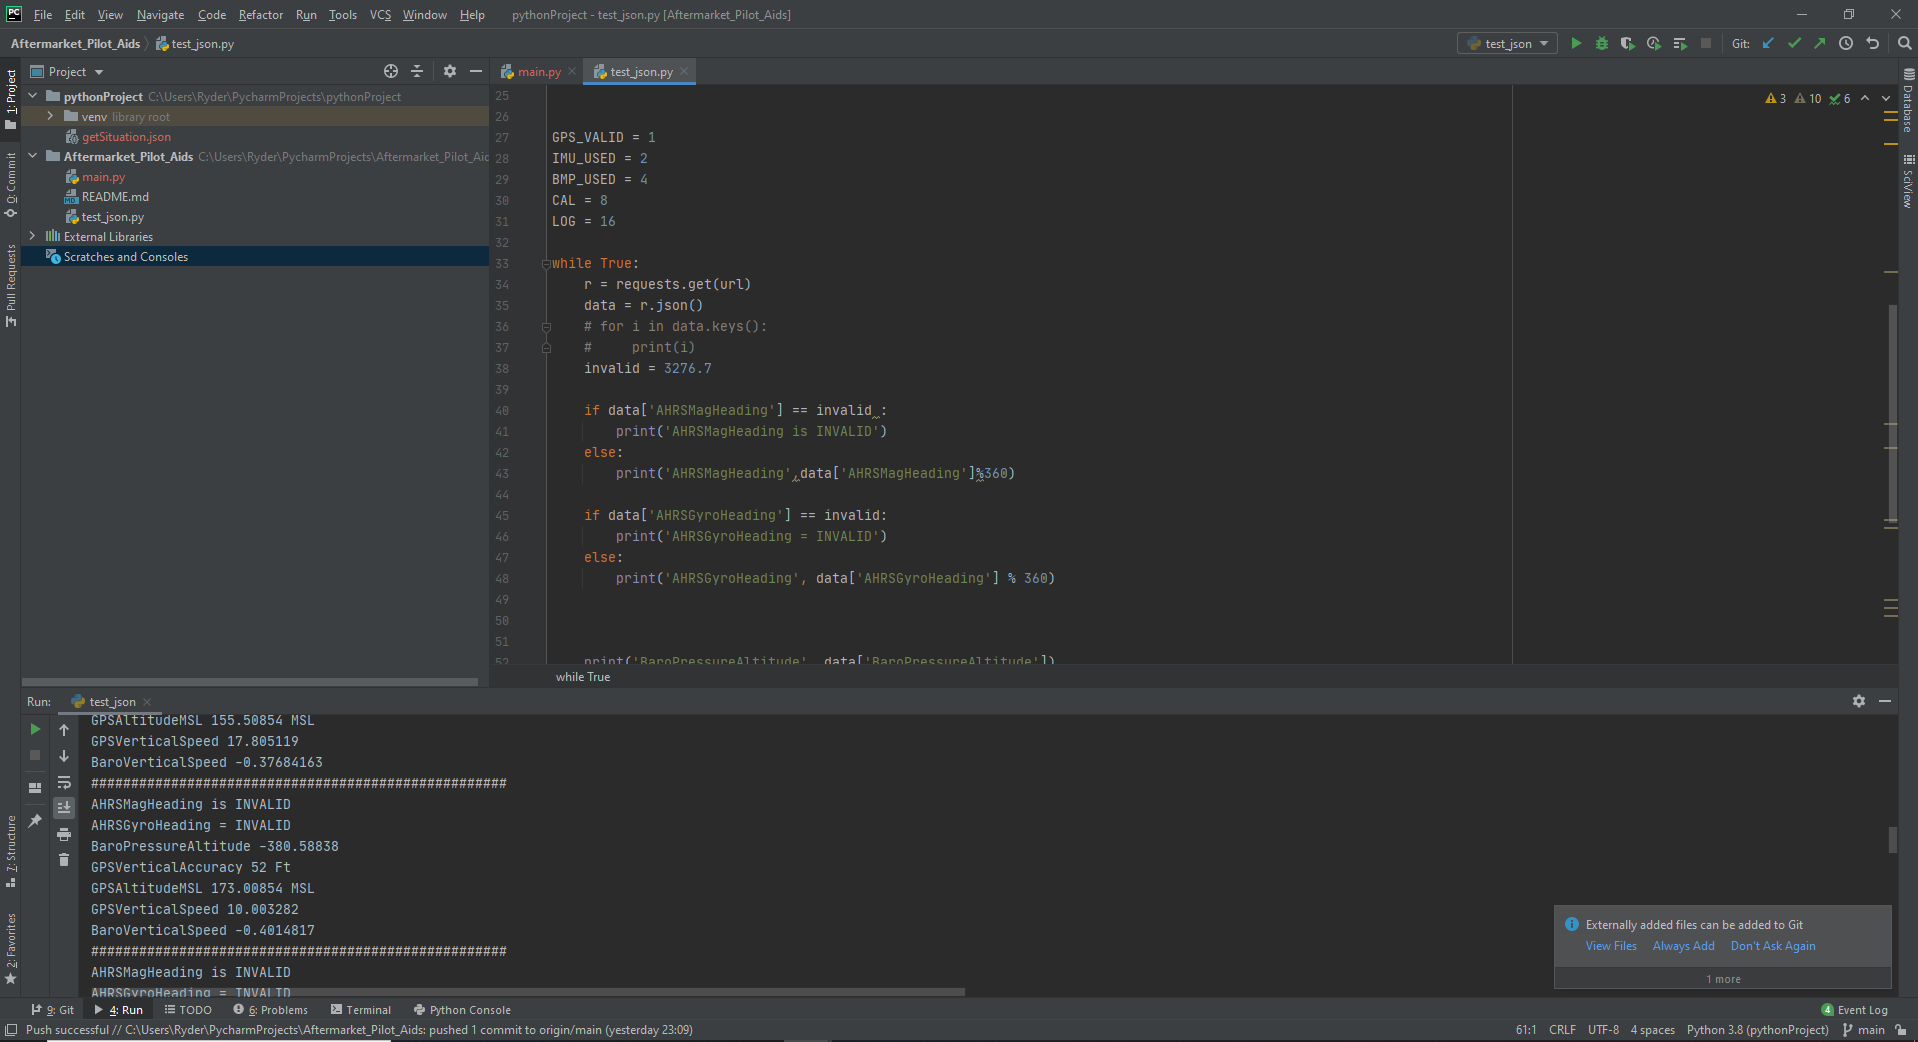 PC File Edit View Navigate Code Refactor Run Tools VCS Window Help pythonProject - test_json.py [Aftermarket_Pilot_Aids]
Aftermarket_Pilot_Aids test_json.py test_json Git:
Project main.py test_json.py
1: Project
0: Commit
Pull Requests
7: Structure
2: Favorites
pythonProject C:\Users\Ryder\PycharmProjects\pythonProject
venv library root
getSituation.json
Aftermarket_Pilot_Aids C:\Users\Ryder\PycharmProjects\Aftermarket_Pilot_Aid
main.py
README.md
test_json.py
External Libraries
Scratches and Consoles
3 10 6
Database
SciView
25
26
27 GPS_VALID = 1
28 IMU_USED = 2
29 BMP_USED = 4
30 CAL = 8
31 LOG = 16
32
33 while True:
34 r = requests.get(url)
35 data = r.json()
36 # for i in data.keys():
37 #     print(i)
38 invalid = 3276.7
39
40 if data['AHRSMagHeading'] == invalid :
41 print('AHRSMagHeading is INVALID')
42 else:
43 print('AHRSMagHeading',data['AHRSMagHeading']%360)
44
45 if data['AHRSGyroHeading'] == invalid:
46 print('AHRSGyroHeading = INVALID')
47 else:
48 print('AHRSGyroHeading', data['AHRSGyroHeading'] % 360)
49
50
51
52 print('BaroPressureAltitude', data['BaroPressureAltitude'])
while True
Run: test_json
GPSAltitudeMSL 155.50854 MSL
GPSVerticalSpeed 17.805119
BaroVerticalSpeed -0.37684163
####################################################
AHRSMagHeading is INVALID
AHRSGyroHeading = INVALID
BaroPressureAltitude -380.58838
GPSVerticalAccuracy 52 Ft
GPSAltitudeMSL 173.00854 MSL
GPSVerticalSpeed 10.003282
BaroVerticalSpeed -0.4014817
####################################################
AHRSMagHeading is INVALID
AHRSGyroHeading = INVALID
Externally added files can be added to Git
View Files Always Add Don't Ask Again
1 more
9: Git 4: Run TODO 6: Problems Terminal Python Console 4 Event Log
Push successful // C:\Users\Ryder\PycharmProjects\Aftermarket_Pilot_Aids: pushed 1 commit to origin/main (yesterday 23:09) 61:1 CRLF UTF-8 4 spaces Python 3.8 (pythonProject) main